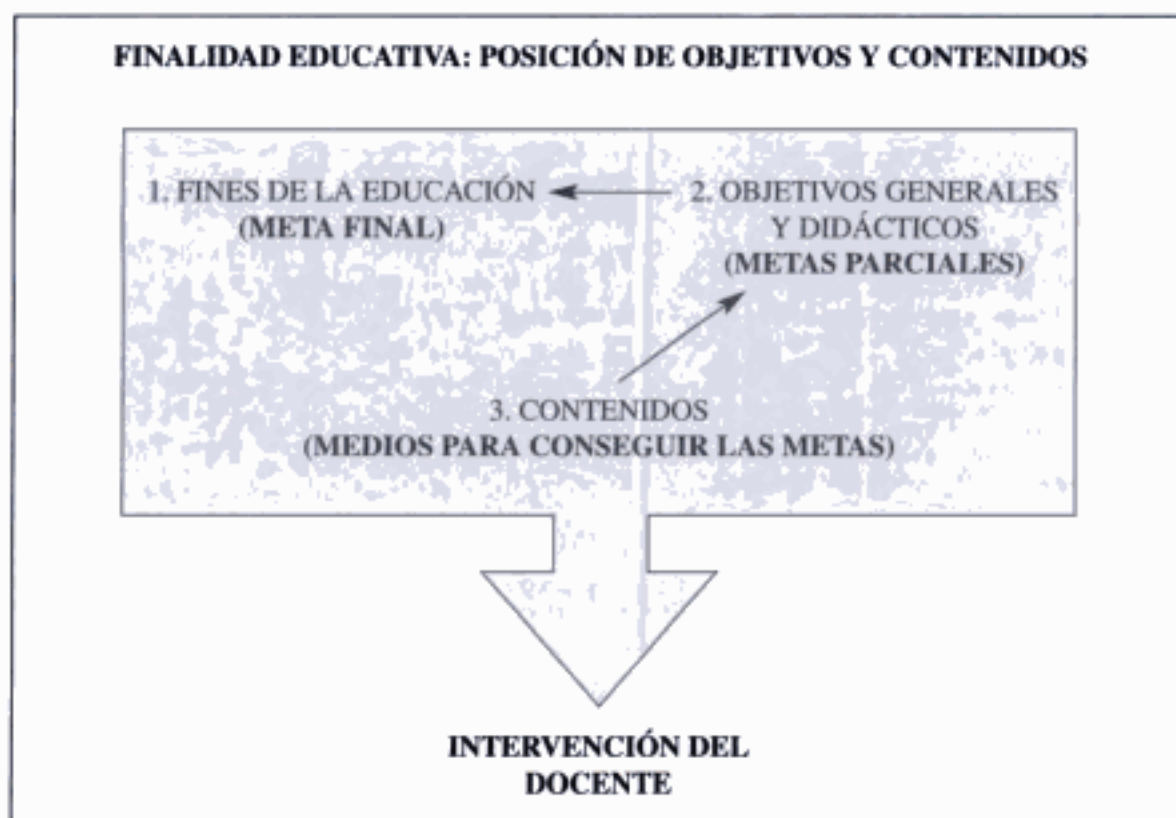 FINALIDAD EDUCATIVA: POSICIÓN DE OBJETIVOS Y CONTENIDOS
1. FINES DE LA EDUCACIÓN
(META FINAL)
2. OBJETIVOS GENERALES
Y DIDÁCTICOS
(METAS PARCIALES)
3. CONTENIDOS
(MEDIOS PARA CONSEGUIR LAS METAS)
INTERVENCIÓN DEL
DOCENTE